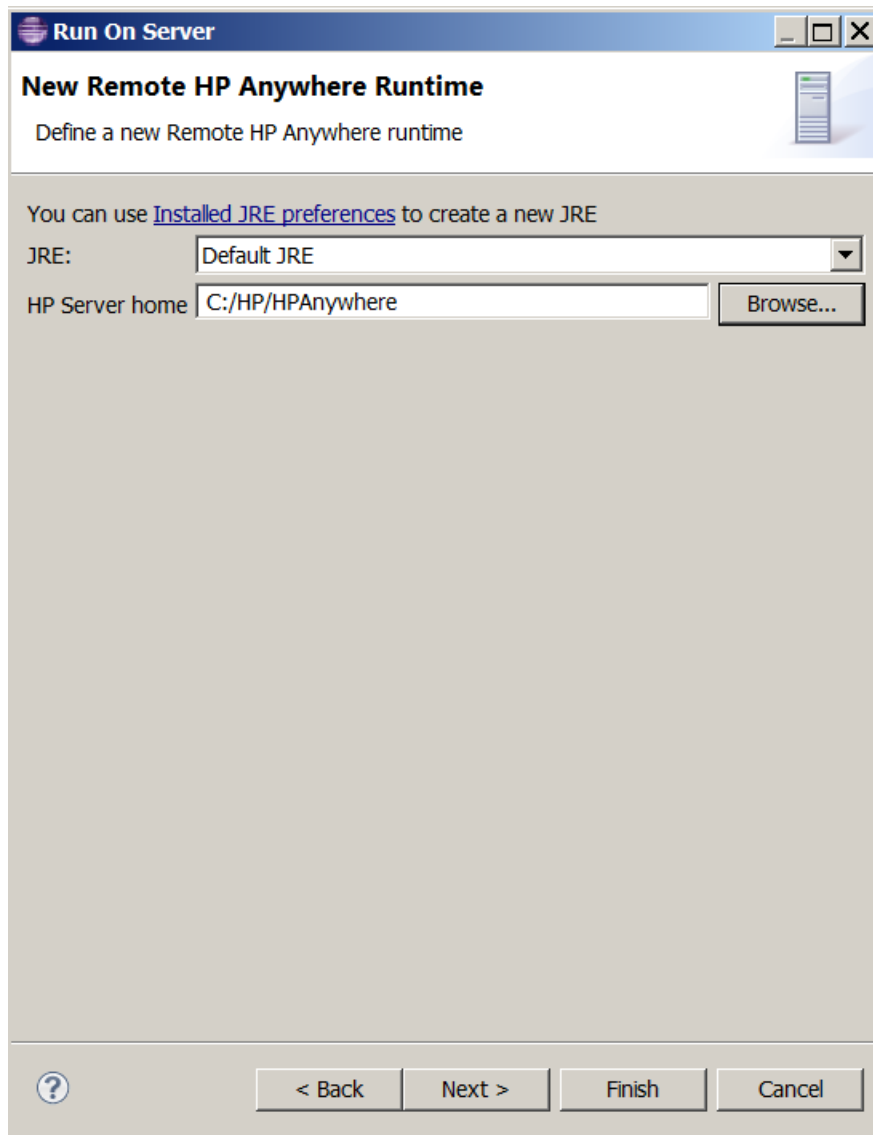 Run On Server
New Remote HP Anywhere Runtime
Define a new Remote HP Anywhere runtime
You can use Installed JRE preferences to create a new JRE
JRE: Default JRE
HP Server home C:/HP/HPAnywhere Browse...
? < Back Next > Finish Cancel